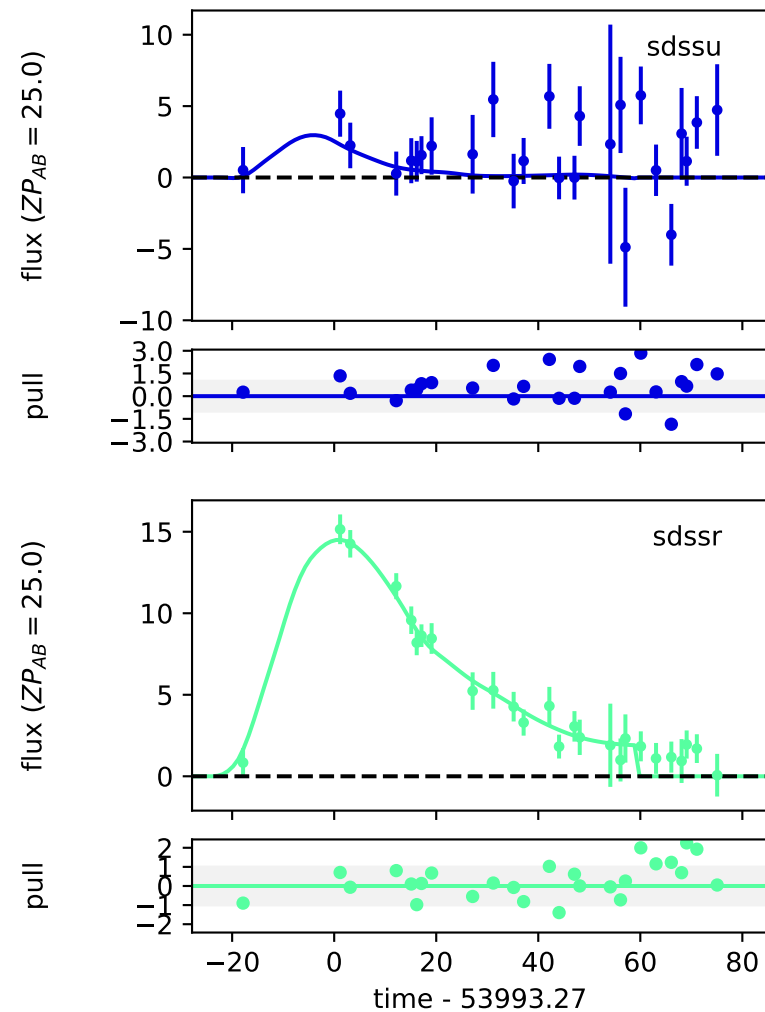 sdssu
flux (ZP_AB = 25.0)
10
5
0
−5
−10
pull
3.0
1.5
0.0
−1.5
−3.0
sdssr
flux (ZP_AB = 25.0)
15
10
5
0
pull
2
1
0
−1
−2
−20 0 20 40 60 80
time - 53993.27